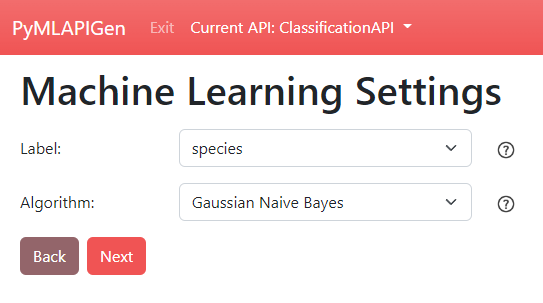 PyMLAPIGen Exit Current API: ClassificationAPI
Machine Learning Settings
Label: species
Algorithm: Gaussian Naive Bayes
Back Next